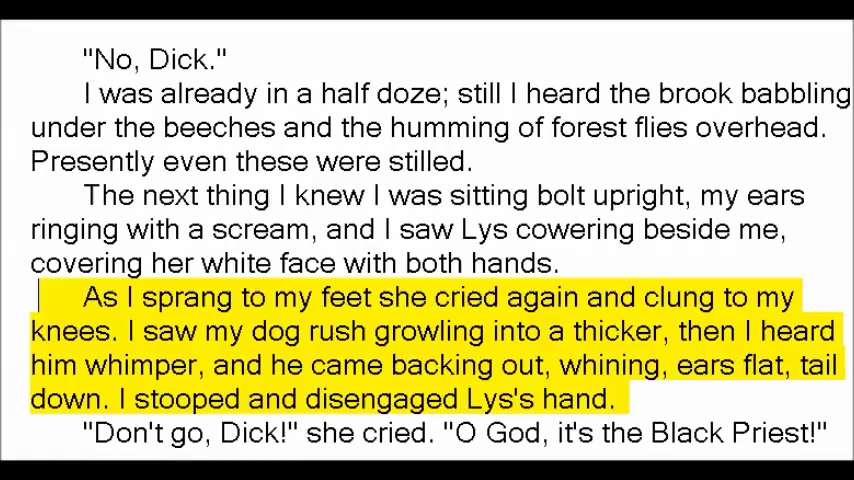 "No, Dick."
I was already in a half doze; still I heard the brook babbling
under the beeches and the humming of forest flies overhead.
Presently even these were stilled.
The next thing I knew I was sitting bolt upright, my ears
ringing with a scream, and I saw Lys cowering beside me,
covering her white face with both hands.
As I sprang to my feet she cried again and clung to my
knees. I saw my dog rush growling into a thicker, then I heard
him whimper, and he came backing out, whining, ears flat, tail
down. I stooped and disengaged Lys's hand.
"Don't go, Dick!" she cried. "O God, it's the Black Priest!"